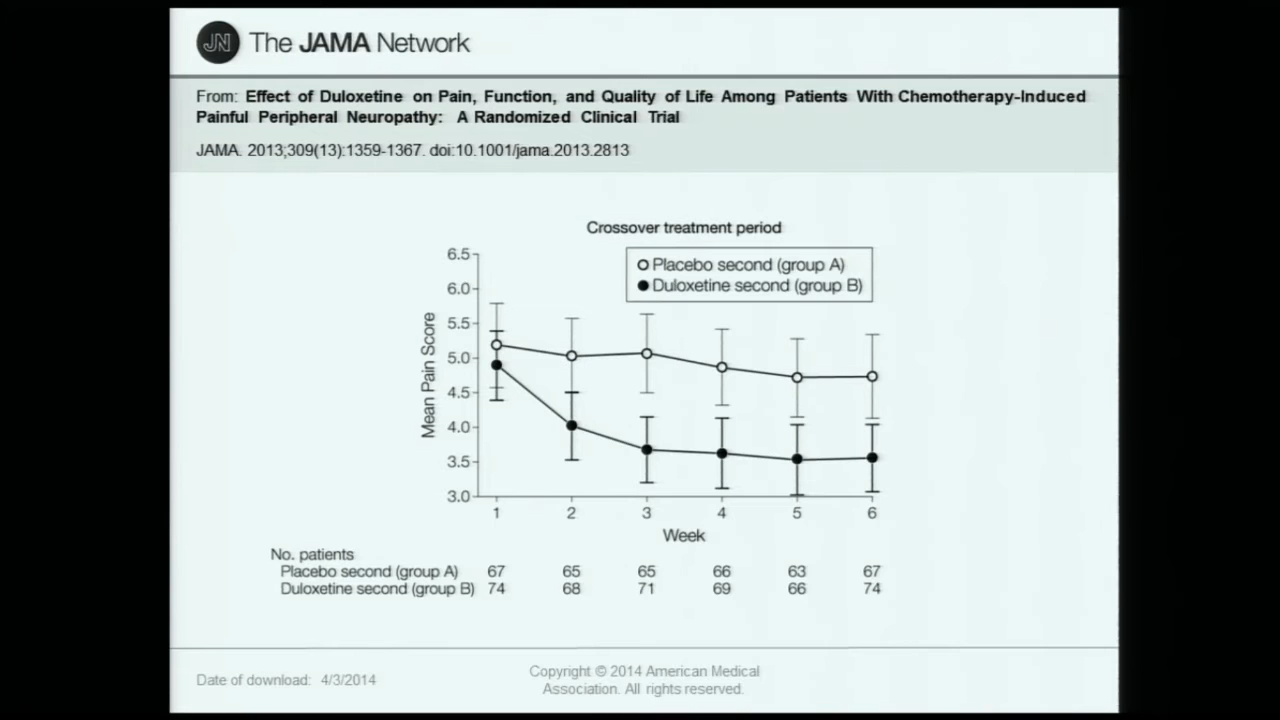 JN The JAMA Network
From: Effect of Duloxetine on Pain, Function, and Quality of Life Among Patients With Chemotherapy-Induced
Painful Peripheral Neuropathy: A Randomized Clinical Trial
JAMA. 2013;309(13):1359-1367. doi:10.1001/jama.2013.2813
Crossover treatment period
Placebo second (group A)
Duloxetine second (group B)
Mean Pain Score
6.5
6.0
5.5
5.0
4.5
4.0
3.5
3.0
1 2 3 4 5 6
Week
No. patients
Placebo second (group A) 67 65 65 66 63 67
Duloxetine second (group B) 74 68 71 69 66 74
Date of download: 4/3/2014
Copyright © 2014 American Medical
Association. All rights reserved.